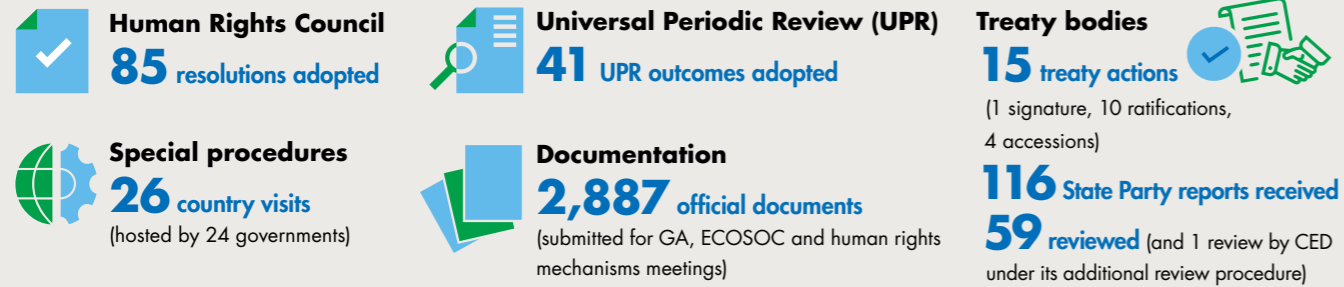 Human Rights Council
85 resolutions adopted
Special procedures
26 country visits
(hosted by 24 governments)
Universal Periodic Review (UPR)
41 UPR outcomes adopted
Documentation
2,887 official documents
(submitted for GA, ECOSOC and human rights
mechanisms meetings)
Treaty bodies
15 treaty actions
(1 signature, 10 ratifications,
4 accessions)
116 State Party reports received
59 reviewed (and 1 review by CED
under its additional review procedure)